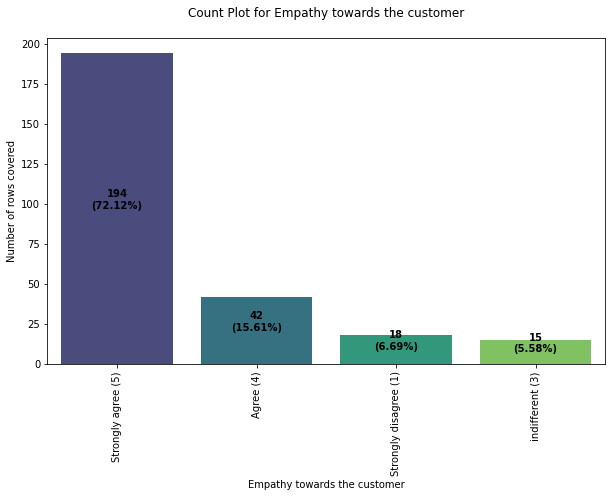 Count Plot for Empathy towards the customer
200
175
150
125
100
75
50
25
0
Number of rows covered
194
(72.12%)
42
(15.61%)
18
(6.69%)
15
(5.58%)
Strongly agree (5)
Agree (4)
Strongly disagree (1)
indifferent (3)
Empathy towards the customer